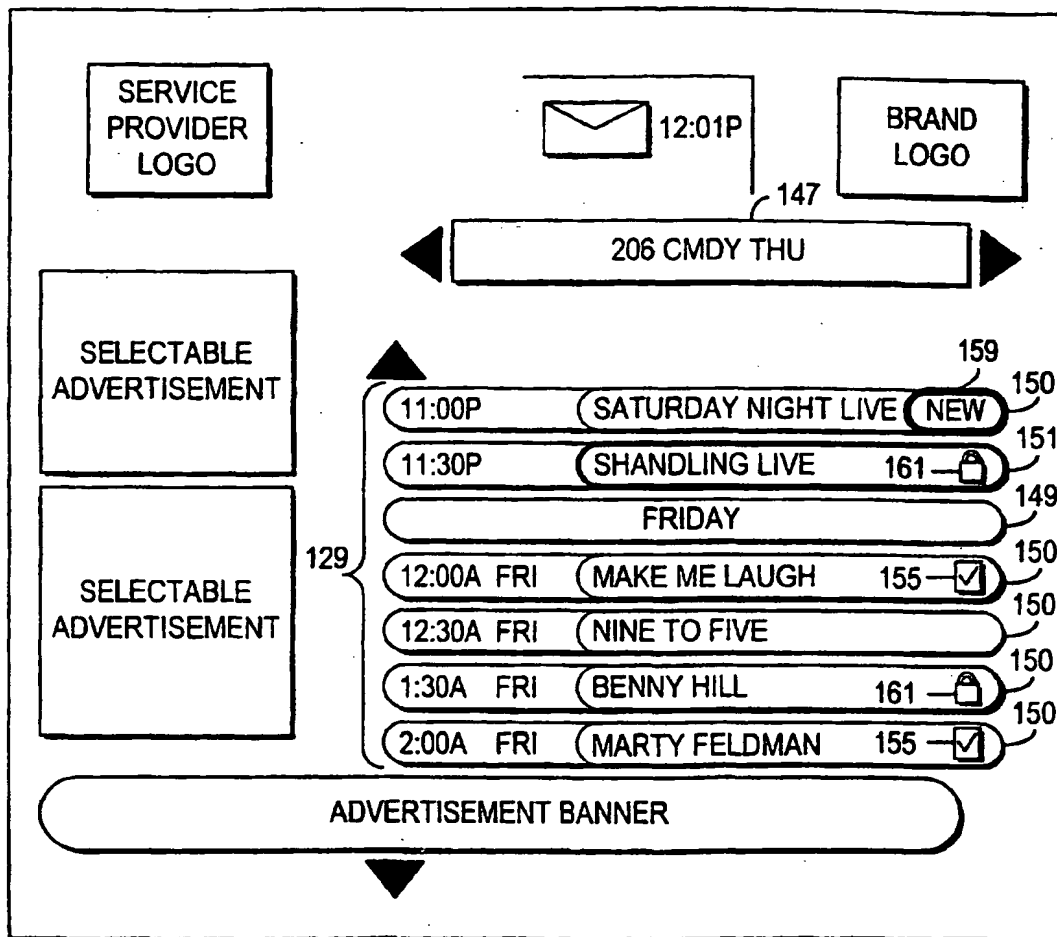 SERVICE
PROVIDER
LOGO
12:01P
BRAND
LOGO
147
206 CMDY THU
SELECTABLE
ADVERTISEMENT
159
11:00P SATURDAY NIGHT LIVE NEW 150
11:30P SHANDLING LIVE 161 151
FRIDAY 149
129
12:00A FRI MAKE ME LAUGH 155 150
12:30A FRI NINE TO FIVE 150
1:30A FRI BENNY HILL 161 150
2:00A FRI MARTY FELDMAN 155 150
SELECTABLE
ADVERTISEMENT
ADVERTISEMENT BANNER